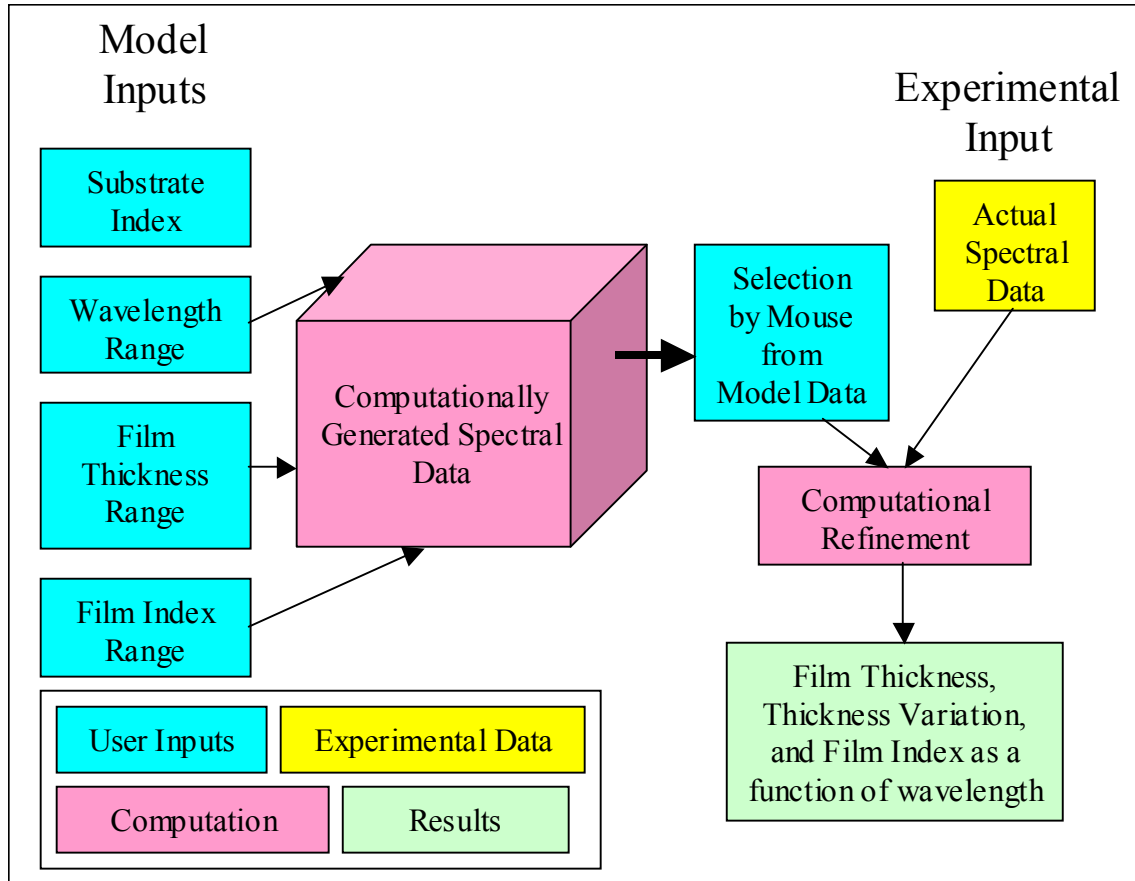 Model
Inputs
Experimental
Input
Substrate
Index
Wavelength
Range
Film
Thickness
Range
Film Index
Range
Computationally
Generated Spectral
Data
Selection
by Mouse
from
Model Data
Actual
Spectral
Data
Computational
Refinement
Film Thickness,
Thickness Variation,
and Film Index as a
function of wavelength
User Inputs
Experimental Data
Computation
Results